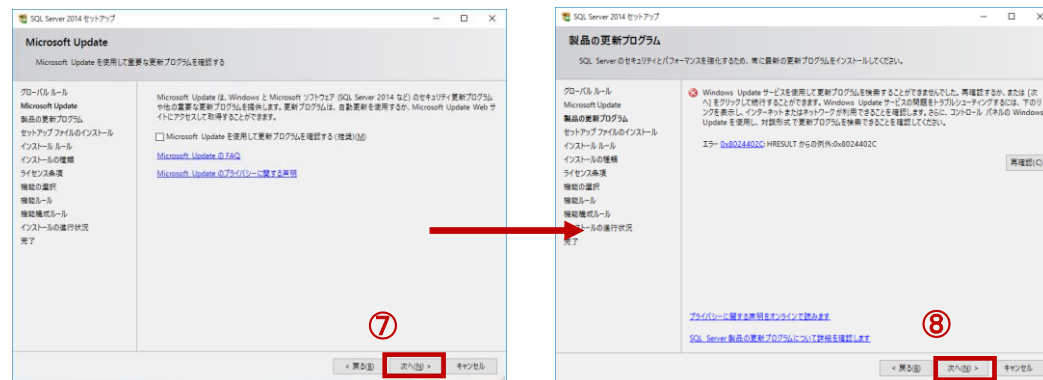 SQL Server 2014 セットアップ
Microsoft Update
Microsoft Update を使用して重要な更新プログラムを確認する
グローバル ルール
Microsoft Update
製品の更新プログラム
セットアップ ファイルのインストール
インストール ルール
インストールの種類
ライセンス条項
機能の選択
機能ルール
機能構成ルール
インストールの進行状況
完了
Microsoft Update は、Windows と Microsoft ソフトウェア (SQL Server 2014 など) のセキュリティ更新プログラム
や他の重要な更新プログラムを提供します。更新プログラムは、自動更新を使用するか、Microsoft Update Web サ
イトにアクセスして取得することができます。
Microsoft Update を使用して更新プログラムを確認する (推奨)(M)
Microsoft Update の FAQ
Microsoft Update のプライバシーに関する声明
⑦
< 戻る(B)
次へ(N) >
キャンセル
SQL Server 2014 セットアップ
製品の更新プログラム
SQL Server のセキュリティとパフォーマンスを強化するため、常に最新の更新プログラムをインストールしてください。
グローバル ルール
Microsoft Update
製品の更新プログラム
セットアップ ファイルのインストール
インストール ルール
インストールの種類
ライセンス条項
機能の選択
機能ルール
機能構成ルール
ールの進行状況
完了
Windows Update サービスを使用して更新プログラムを検索することができませんでした。再確認するか、または [次
へ] をクリックして続行することができます。Windows Update サービスの問題をトラブルシューティングするには、下のリ
ンクを表示し、インターネットまたはネットワークが利用できることを確認します。さらに、コントロール パネルの Windows
Update を使用し、対話形式で更新プログラムを検索できることを確認してください。
エラー 0x8024402C: HRESULT からの例外:0x8024402C
再確認(C)
プライバシーに関する声明をオンラインで読みます
SQL Server 製品の更新プログラムについて詳細を確認します
⑧
< 戻る(B)
次へ(N) >
キャンセル